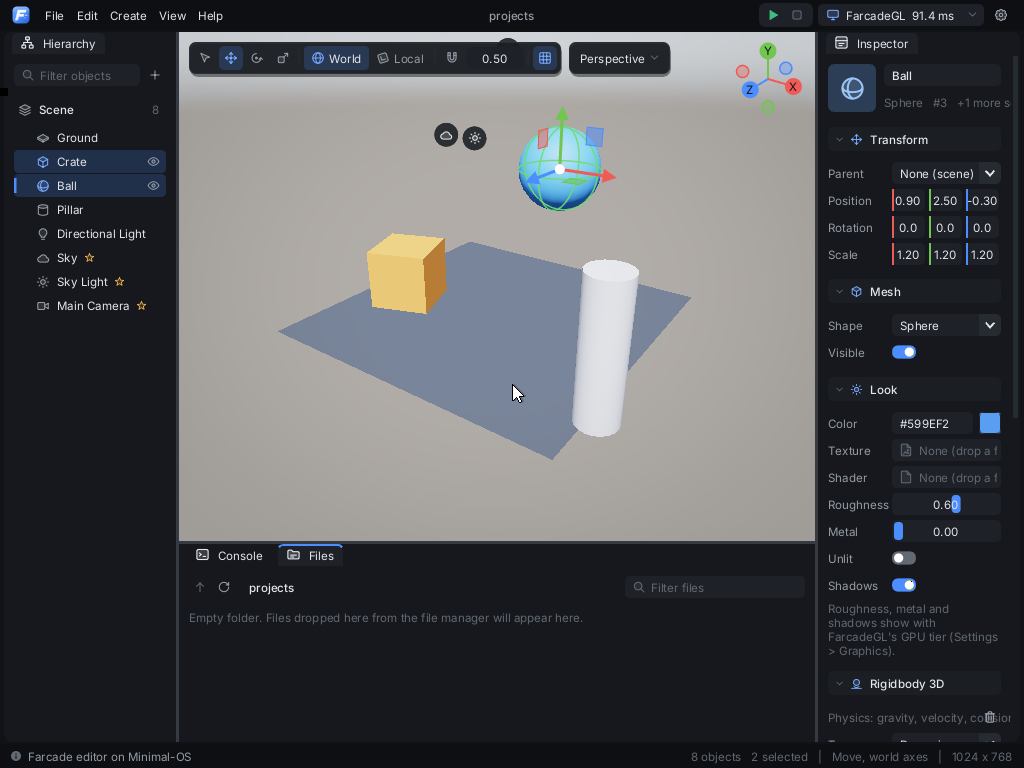 File Edit Create View Help
projects
FarcadeGL 91.4 ms
Hierarchy
Filter objects
Scene 8
Ground
Crate
Ball
Pillar
Directional Light
Sky
Sky Light
Main Camera
World Local 0.50 Perspective
Y
X
Z
Console Files
projects
Filter files
Empty folder. Files dropped here from the file manager will appear here.
Inspector
Ball
Sphere #3 +1 more s
Transform
Parent None (scene)
Position 0.90 2.50 -0.30
Rotation 0.0 0.0 0.0
Scale 1.20 1.20 1.20
Mesh
Shape Sphere
Visible
Look
Color #599EF2
Texture None (drop a f
Shader None (drop a f
Roughness 0.60
Metal 0.00
Unlit
Shadows
Roughness, metal and
shadows show with
FarcadeGL's GPU tier (Settings
> Graphics).
Rigidbody 3D
Physics: gravity, velocity,
Farcade editor on Minimal-OS
8 objects 2 selected | Move, world axes | 1024 x 768